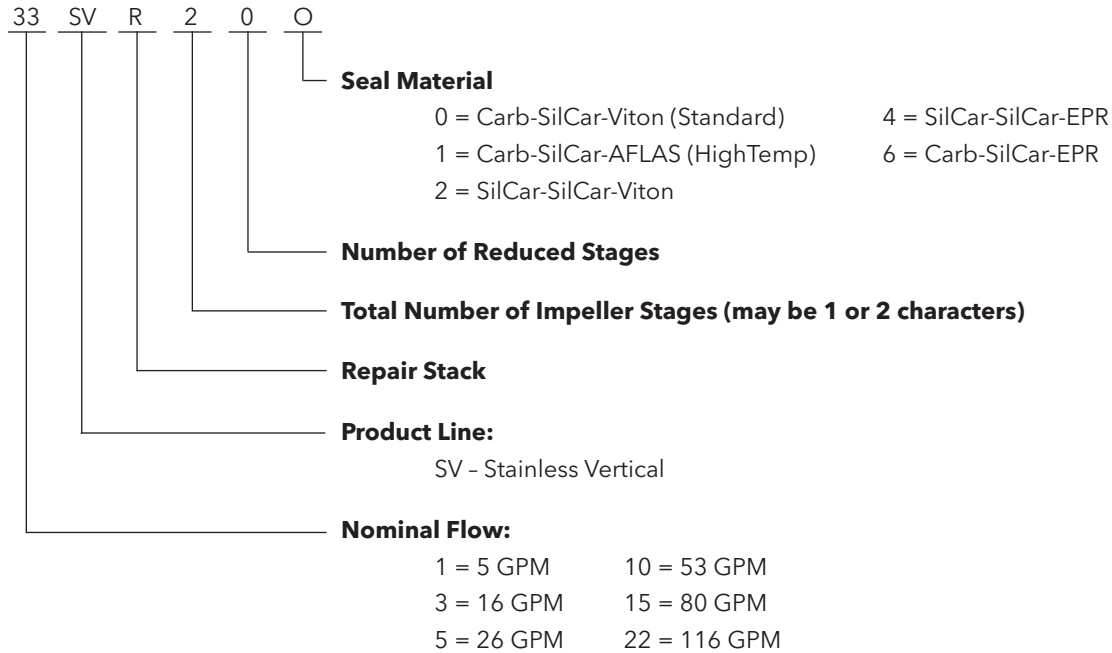 33 SV R 2 0 O
Seal Material
0 = Carb-SilCar-Viton (Standard) 4 = SilCar-SilCar-EPR
1 = Carb-SilCar-AFLAS (HighTemp) 6 = Carb-SilCar-EPR
2 = SilCar-SilCar-Viton
Number of Reduced Stages
Total Number of Impeller Stages (may be 1 or 2 characters)
Repair Stack
Product Line:
SV – Stainless Vertical
Nominal Flow:
1 = 5 GPM 10 = 53 GPM
3 = 16 GPM 15 = 80 GPM
5 = 26 GPM 22 = 116 GPM